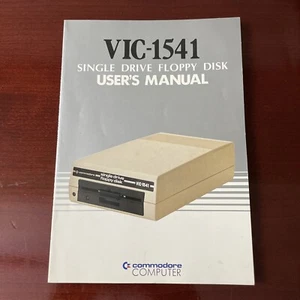 VIC-1541
SINGLE DRIVE FLOPPY DISK
USER'S MANUAL
single drive
floppy disk
VIC-1541
commodore
COMPUTER